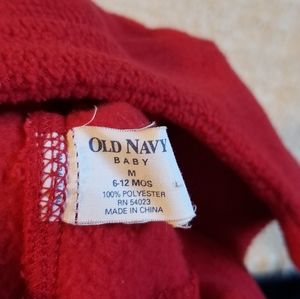 OLD NAVY
BABY
M
6-12 MOS
100% POLYESTER
RN 54023
MADE IN CHINA